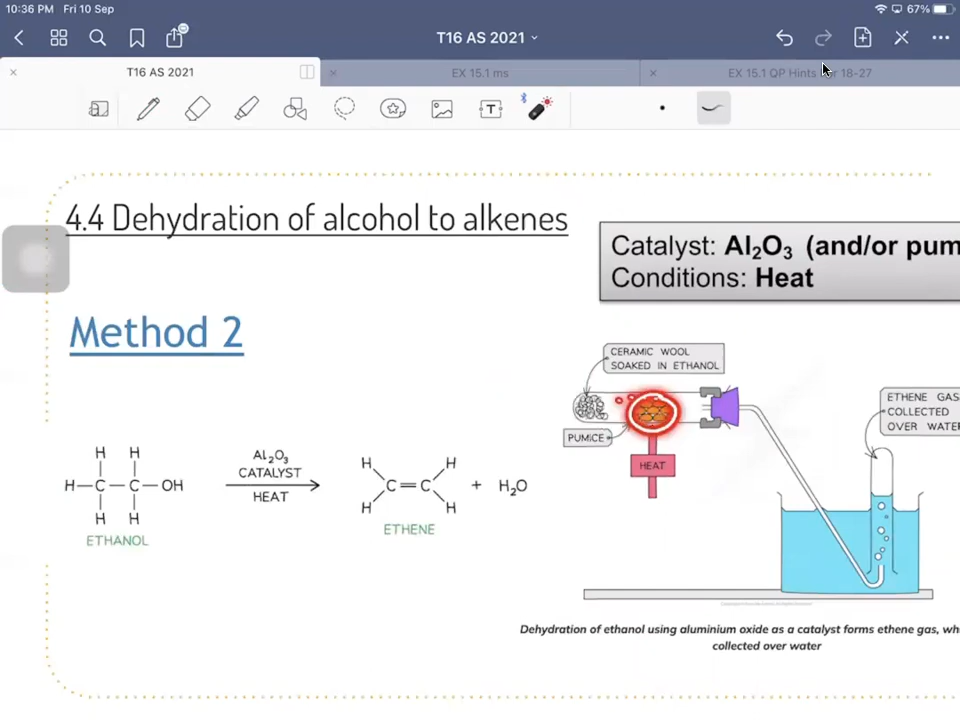 10:36 PM Fri 10 Sep
67%
T16 AS 2021
T16 AS 2021
EX 15.1 ms
EX 15.1 QP Hints 18-27
T
4.4 Dehydration of alcohol to alkenes
Catalyst: Al₂O₃ (and/or pum
Conditions: Heat
Method 2
CERAMIC WOOL
SOAKED IN ETHANOL
PUMICE
HEAT
ETHENE GAS
COLLECTED
OVER WATER
H H
H—C—C—OH
H H
ETHANOL
Al₂O₃
CATALYST
HEAT
H H
C=C + H₂O
H H
ETHENE
Dehydration of ethanol using aluminium oxide as a catalyst forms ethene gas, wh
collected over water